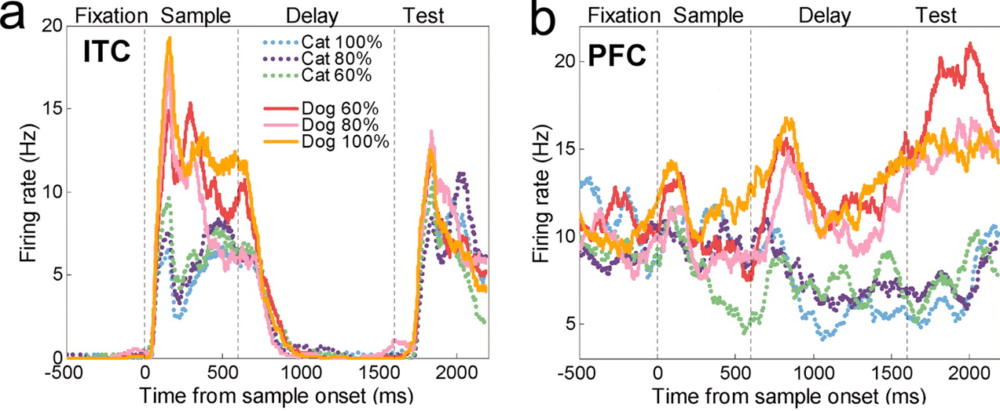 a
Fixation Sample Delay Test
ITC
Cat 100%
Cat 80%
Cat 60%
Dog 60%
Dog 80%
Dog 100%
Firing rate (Hz)
20
15
10
5
0
-500 0 500 1000 1500 2000
Time from sample onset (ms)
b
Fixation Sample Delay Test
PFC
Firing rate (Hz)
20
15
10
5
-500 0 500 1000 1500 2000
Time from sample onset (ms)